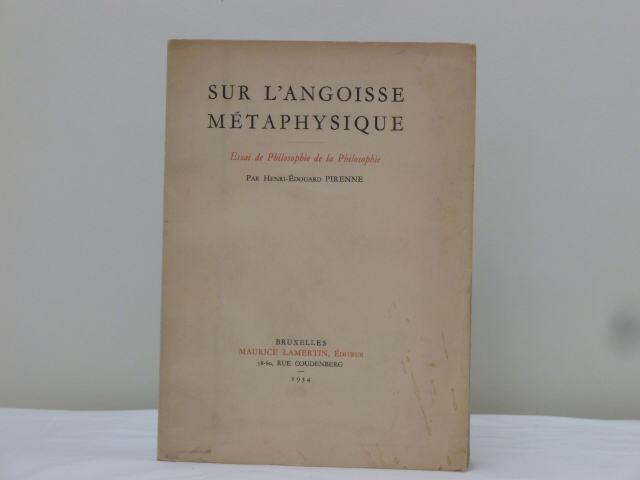 SUR L'ANGOISSE
MÉTAPHYSIQUE
Essai de Philosophie de la Philosophie
PAR HENRI-ÉDOUARD PIRENNE
BRUXELLES
MAURICE LAMERTIN, ÉDITEUR
58-60, RUE COUDENBERG
1934